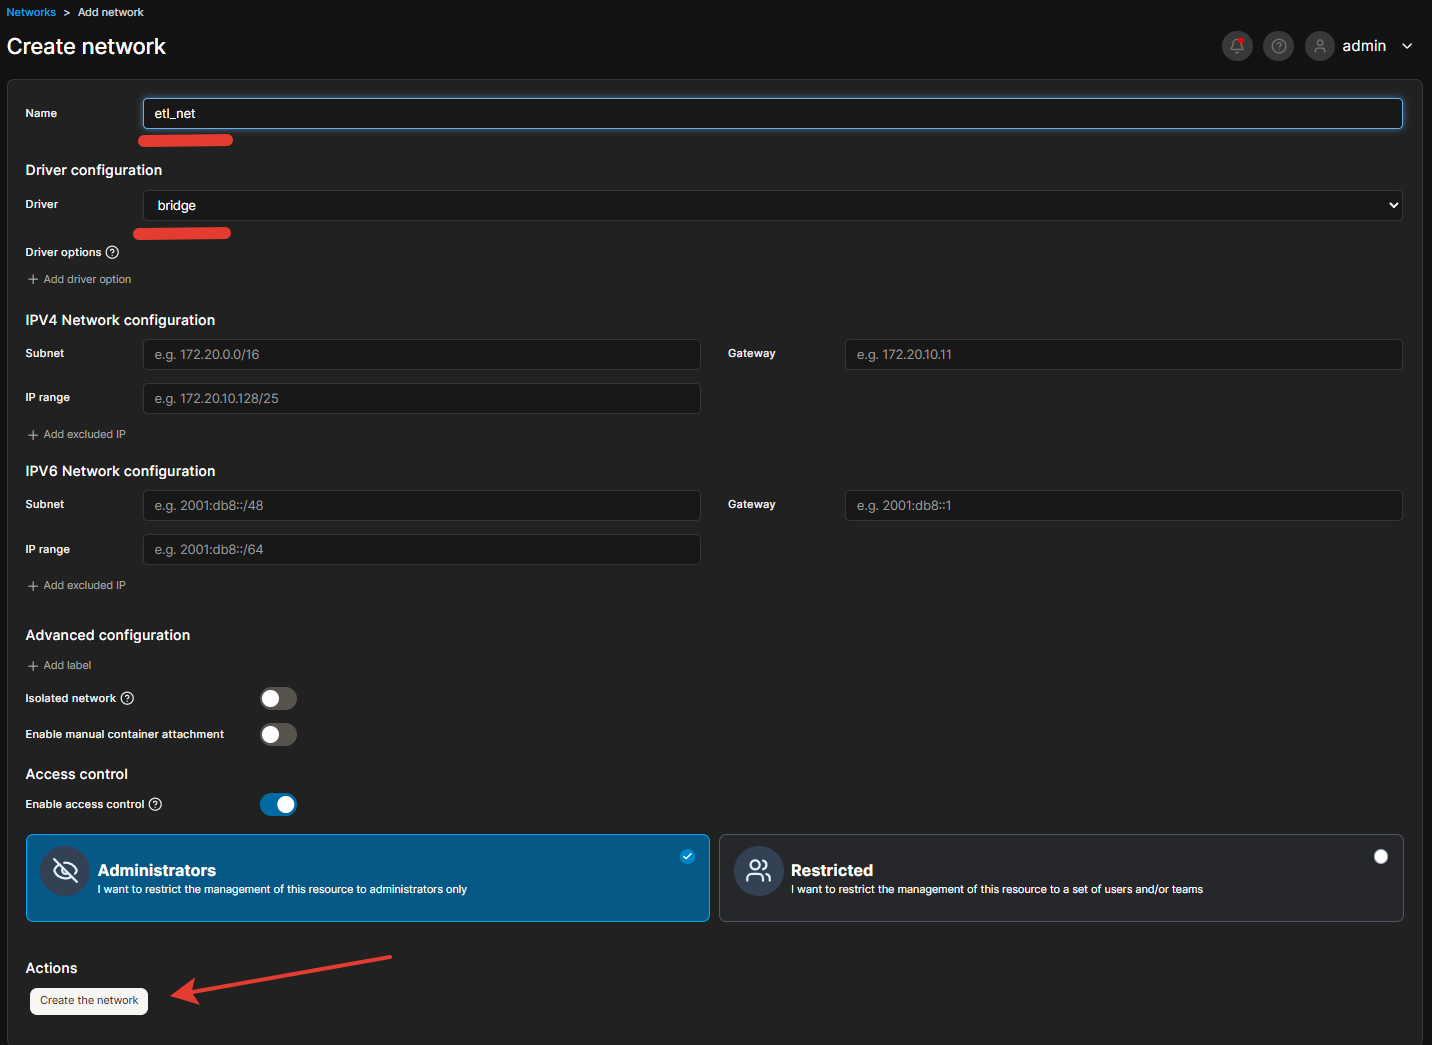 Networks > Add network
Create network
admin
Name
etl_net
Driver configuration
Driver
bridge
Driver options
Add driver option
IPV4 Network configuration
Subnet
e.g. 172.20.0.0/16
Gateway
e.g. 172.20.10.11
IP range
e.g. 172.20.10.128/25
Add excluded IP
IPV6 Network configuration
Subnet
e.g. 2001:db8::/48
Gateway
e.g. 2001:db8::1
IP range
e.g. 2001:db8::/64
Add excluded IP
Advanced configuration
Add label
Isolated network
Enable manual container attachment
Access control
Enable access control
Administrators
I want to restrict the management of this resource to administrators only
Restricted
I want to restrict the management of this resource to a set of users and/or teams
Actions
Create the network